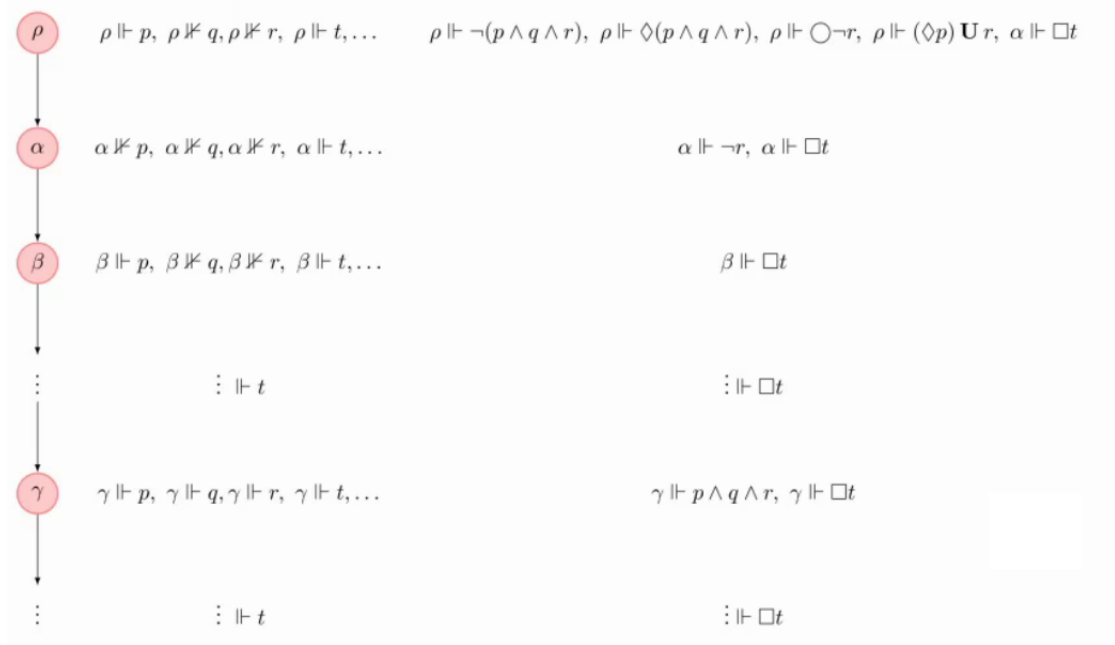 ρ ρ ⊩ p, ρ ⊮ q, ρ ⊮ r, ρ ⊩ t, … ρ ⊩ ¬(p ∧ q ∧ r), ρ ⊩ ◊(p ∧ q ∧ r), ρ ⊩ ◯¬r, ρ ⊩ (◊p) U r, α ⊩ □t
α α ⊮ p, α ⊮ q, α ⊮ r, α ⊩ t, … α ⊩ ¬r, α ⊩ □t
β β ⊩ p, β ⊮ q, β ⊮ r, β ⊩ t, … β ⊩ □t
⋮ ⋮ ⊩ t ⋮ ⊩ □t
γ γ ⊩ p, γ ⊩ q, γ ⊩ r, γ ⊩ t, … γ ⊩ p ∧ q ∧ r, γ ⊩ □t
⋮ ⋮ ⊩ t ⋮ ⊩ □t